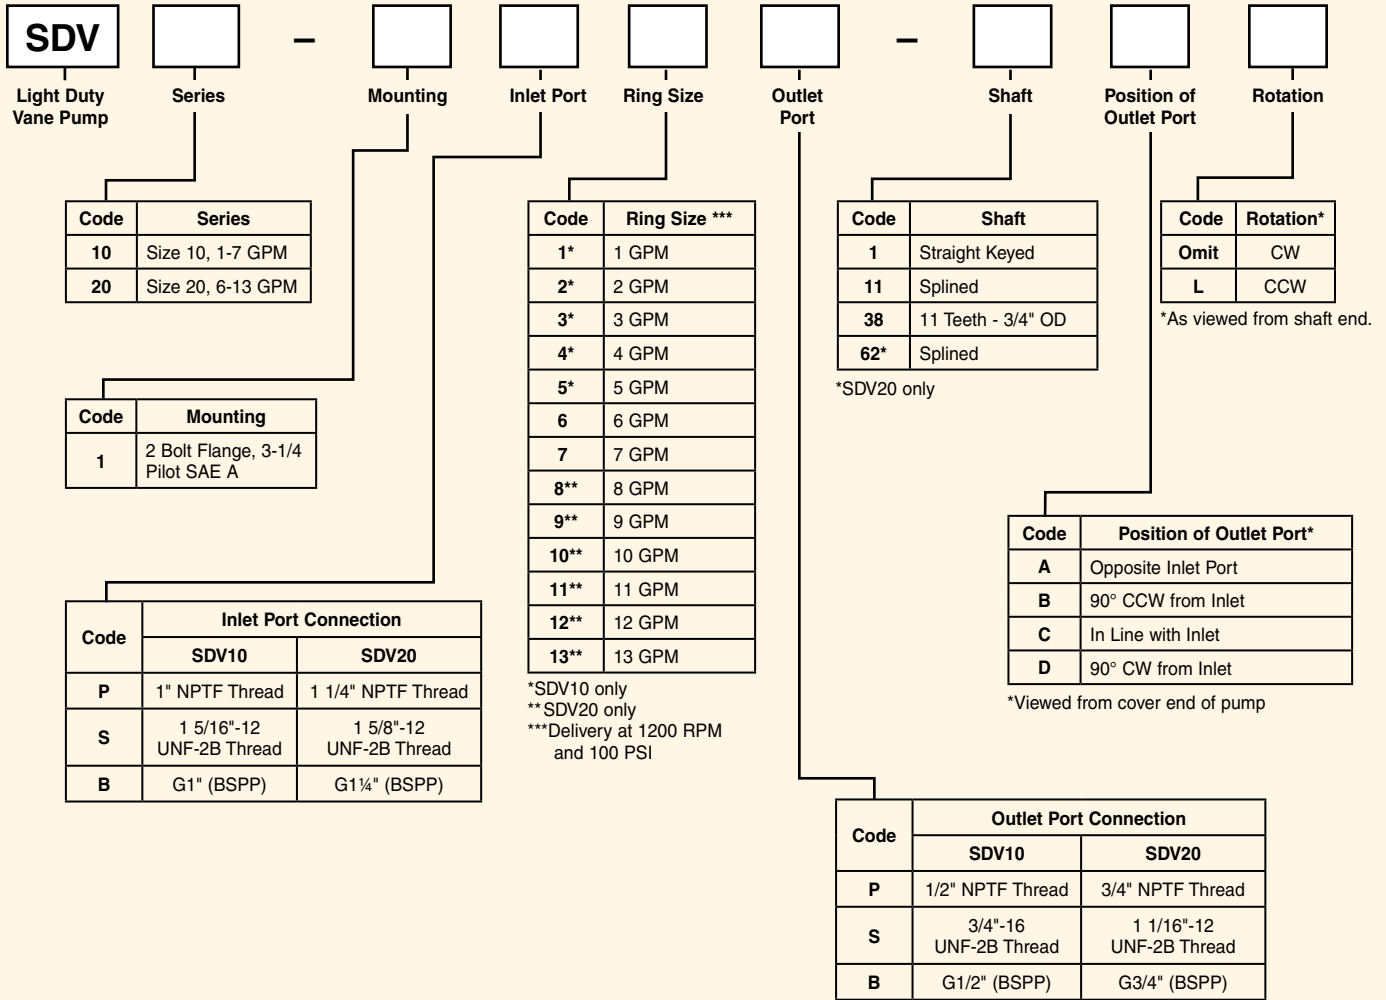 SDV – –
Light Duty Vane Pump
Series
Mounting
Inlet Port
Ring Size
Outlet Port
Shaft
Position of Outlet Port
Rotation
Code Series
10 Size 10, 1-7 GPM
20 Size 20, 6-13 GPM
Code Mounting
1 2 Bolt Flange, 3-1/4
Pilot SAE A
Code Inlet Port Connection
SDV10 SDV20
P 1" NPTF Thread 1 1/4" NPTF Thread
S 1 5/16"-12 UNF-2B Thread 1 5/8"-12 UNF-2B Thread
B G1" (BSPP) G1¼" (BSPP)
Code Ring Size ***
1* 1 GPM
2* 2 GPM
3* 3 GPM
4* 4 GPM
5* 5 GPM
6 6 GPM
7 7 GPM
8** 8 GPM
9** 9 GPM
10** 10 GPM
11** 11 GPM
12** 12 GPM
13** 13 GPM
*SDV10 only
**SDV20 only
***Delivery at 1200 RPM
and 100 PSI
Code Shaft
1 Straight Keyed
11 Splined
38 11 Teeth - 3/4" OD
62* Splined
*SDV20 only
Code Rotation*
Omit CW
L CCW
*As viewed from shaft end.
Code Position of Outlet Port*
A Opposite Inlet Port
B 90° CCW from Inlet
C In Line with Inlet
D 90° CW from Inlet
*Viewed from cover end of pump
Code Outlet Port Connection
SDV10 SDV20
P 1/2" NPTF Thread 3/4" NPTF Thread
S 3/4"-16 UNF-2B Thread 1 1/16"-12 UNF-2B Thread
B G1/2" (BSPP) G3/4" (BSPP)